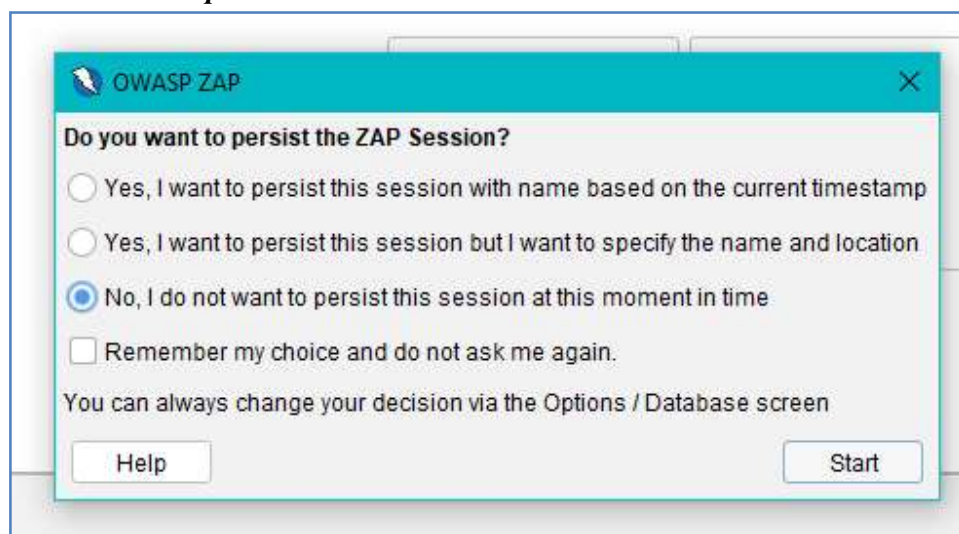 OWASP ZAP
Do you want to persist the ZAP Session?
Yes, I want to persist this session with name based on the current timestamp
Yes, I want to persist this session but I want to specify the name and location
No, I do not want to persist this session at this moment in time
Remember my choice and do not ask me again.
You can always change your decision via the Options / Database screen
Help
Start